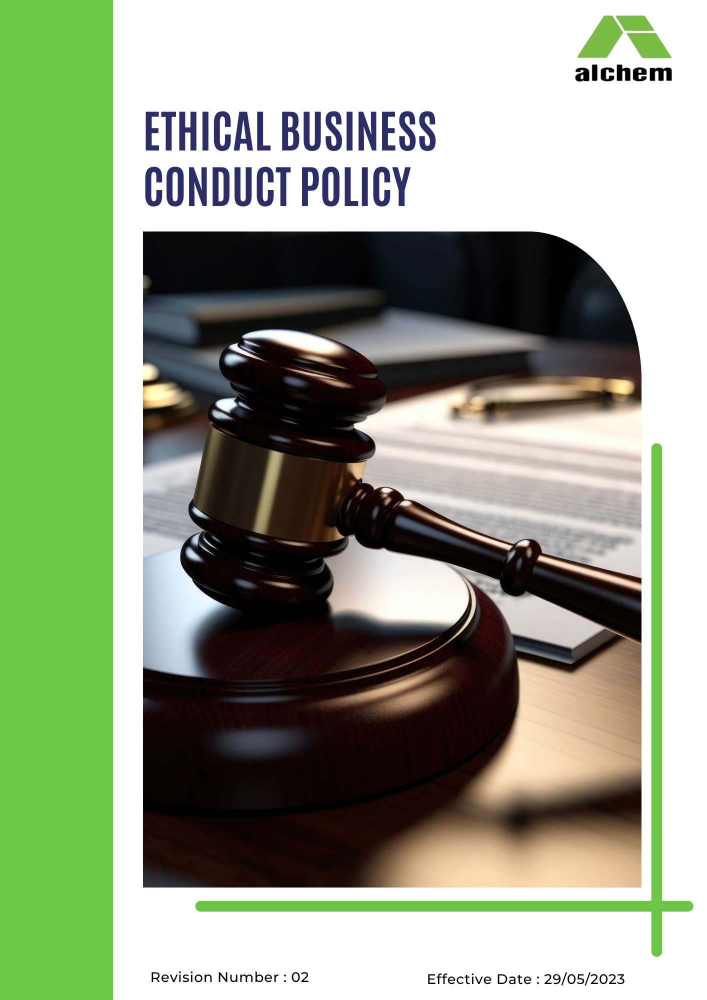 alchem
ETHICAL BUSINESS
CONDUCT POLICY
Revision Number : 02
Effective Date : 29/05/2023